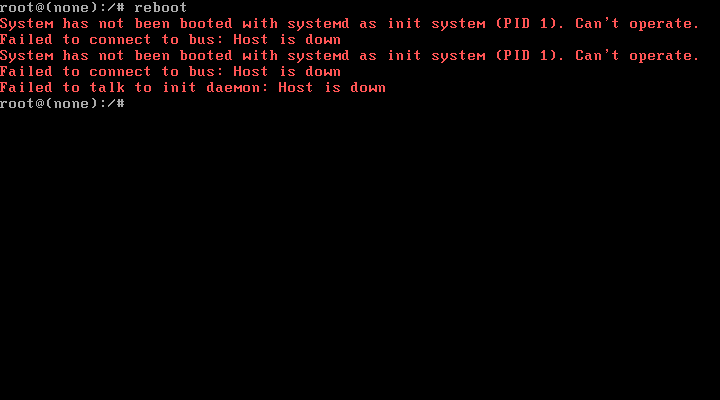 root@(none):/# reboot
System has not been booted with systemd as init system (PID 1). Can't operate.
Failed to connect to bus: Host is down
System has not been booted with systemd as init system (PID 1). Can't operate.
Failed to connect to bus: Host is down
Failed to talk to init daemon: Host is down
root@(none):/#